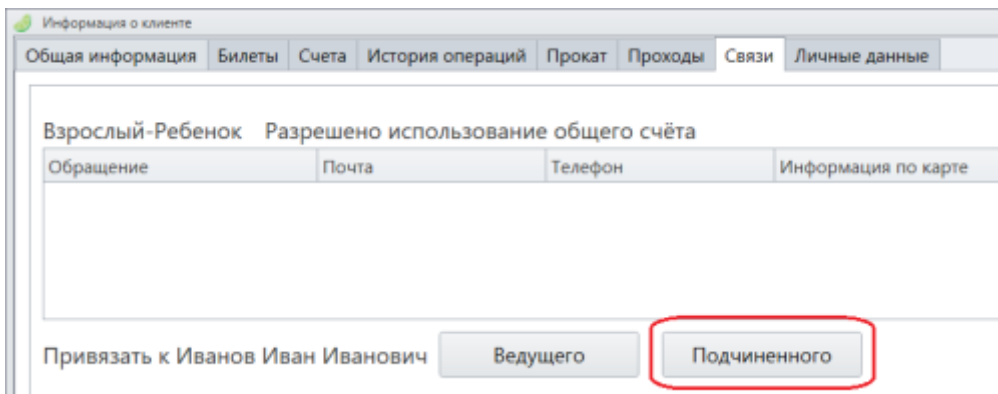 Информация о клиенте
Общая информация Билеты Счета История операций Прокат Проходы Связи Личные данные
Взрослый-Ребенок Разрешено использование общего счёта
Обращение Почта Телефон Информация по карте
Привязать к Иванов Иван Иванович Ведущего Подчиненного